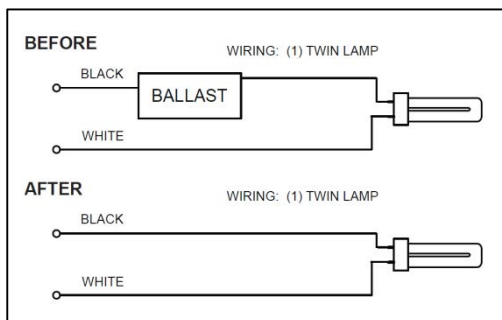 BEFORE
WIRING: (1) TWIN LAMP
BLACK
BALLAST
WHITE
AFTER
WIRING: (1) TWIN LAMP
BLACK
WHITE